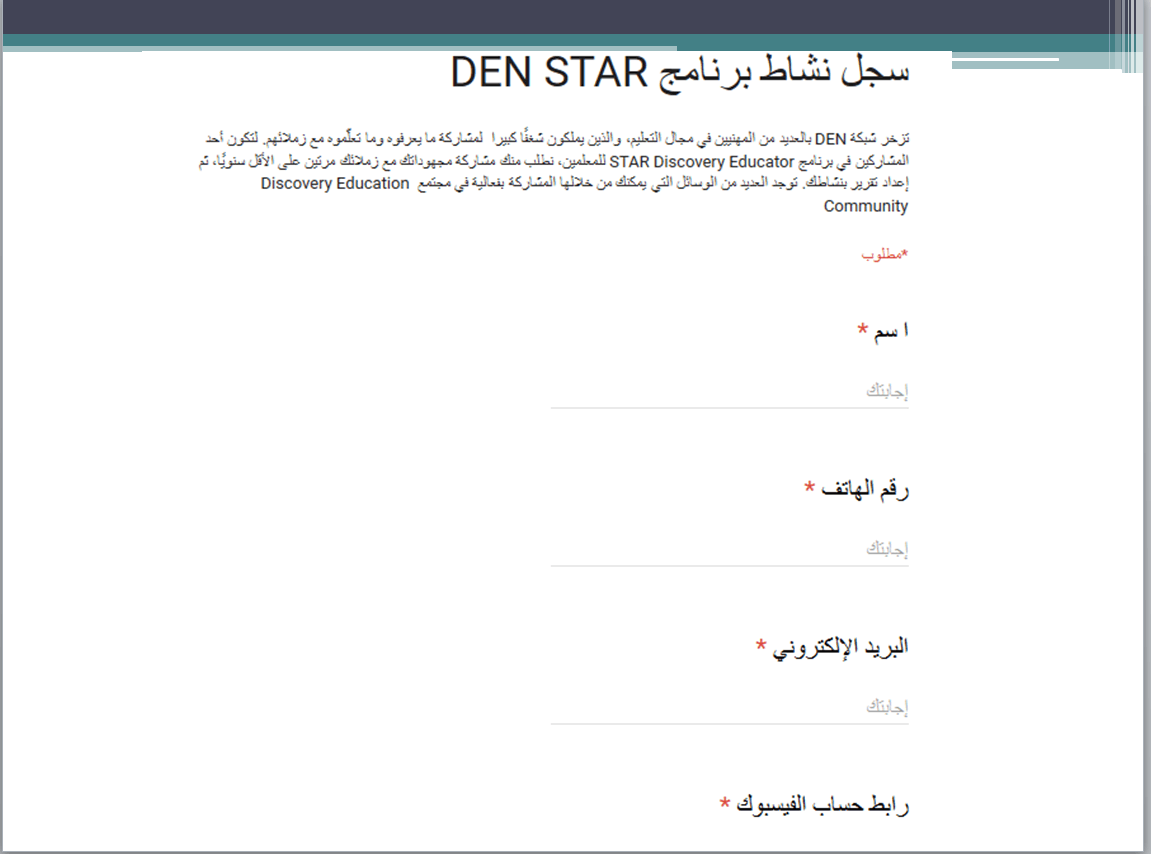 سجل نشاط برنامج DEN STAR
تزخر شبكة DEN بالعديد من المهنيين في مجال التعليم، والذين يملكون شغفًا كبيرا لمشاركة ما يعرفوه وما تعلّموه مع زملائهم. لتكون أحد
المشاركين في برنامج STAR Discovery Educator للمعلمين، نطلب منك مشاركة مجهوداتك مع زملائك مرتين على الأقل سنويًا، ثم
إعداد تقرير بنشاطك. توجد العديد من الوسائل التي يمكنك من خلالها المشاركة بفعالية في مجتمع Discovery Education
Community
*مطلوب
ا سم *
إجابتك
رقم الهاتف *
إجابتك
البريد الإلكتروني *
إجابتك
رابط حساب الفيسبوك *